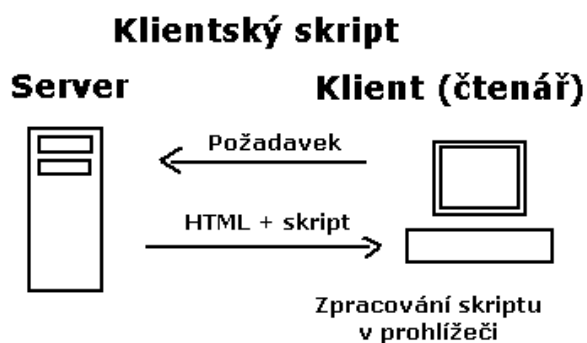 Klientský skript
Server
Klient (čtenář)
Požadavek
HTML + skript
Zpracování skriptu
v prohlížeči